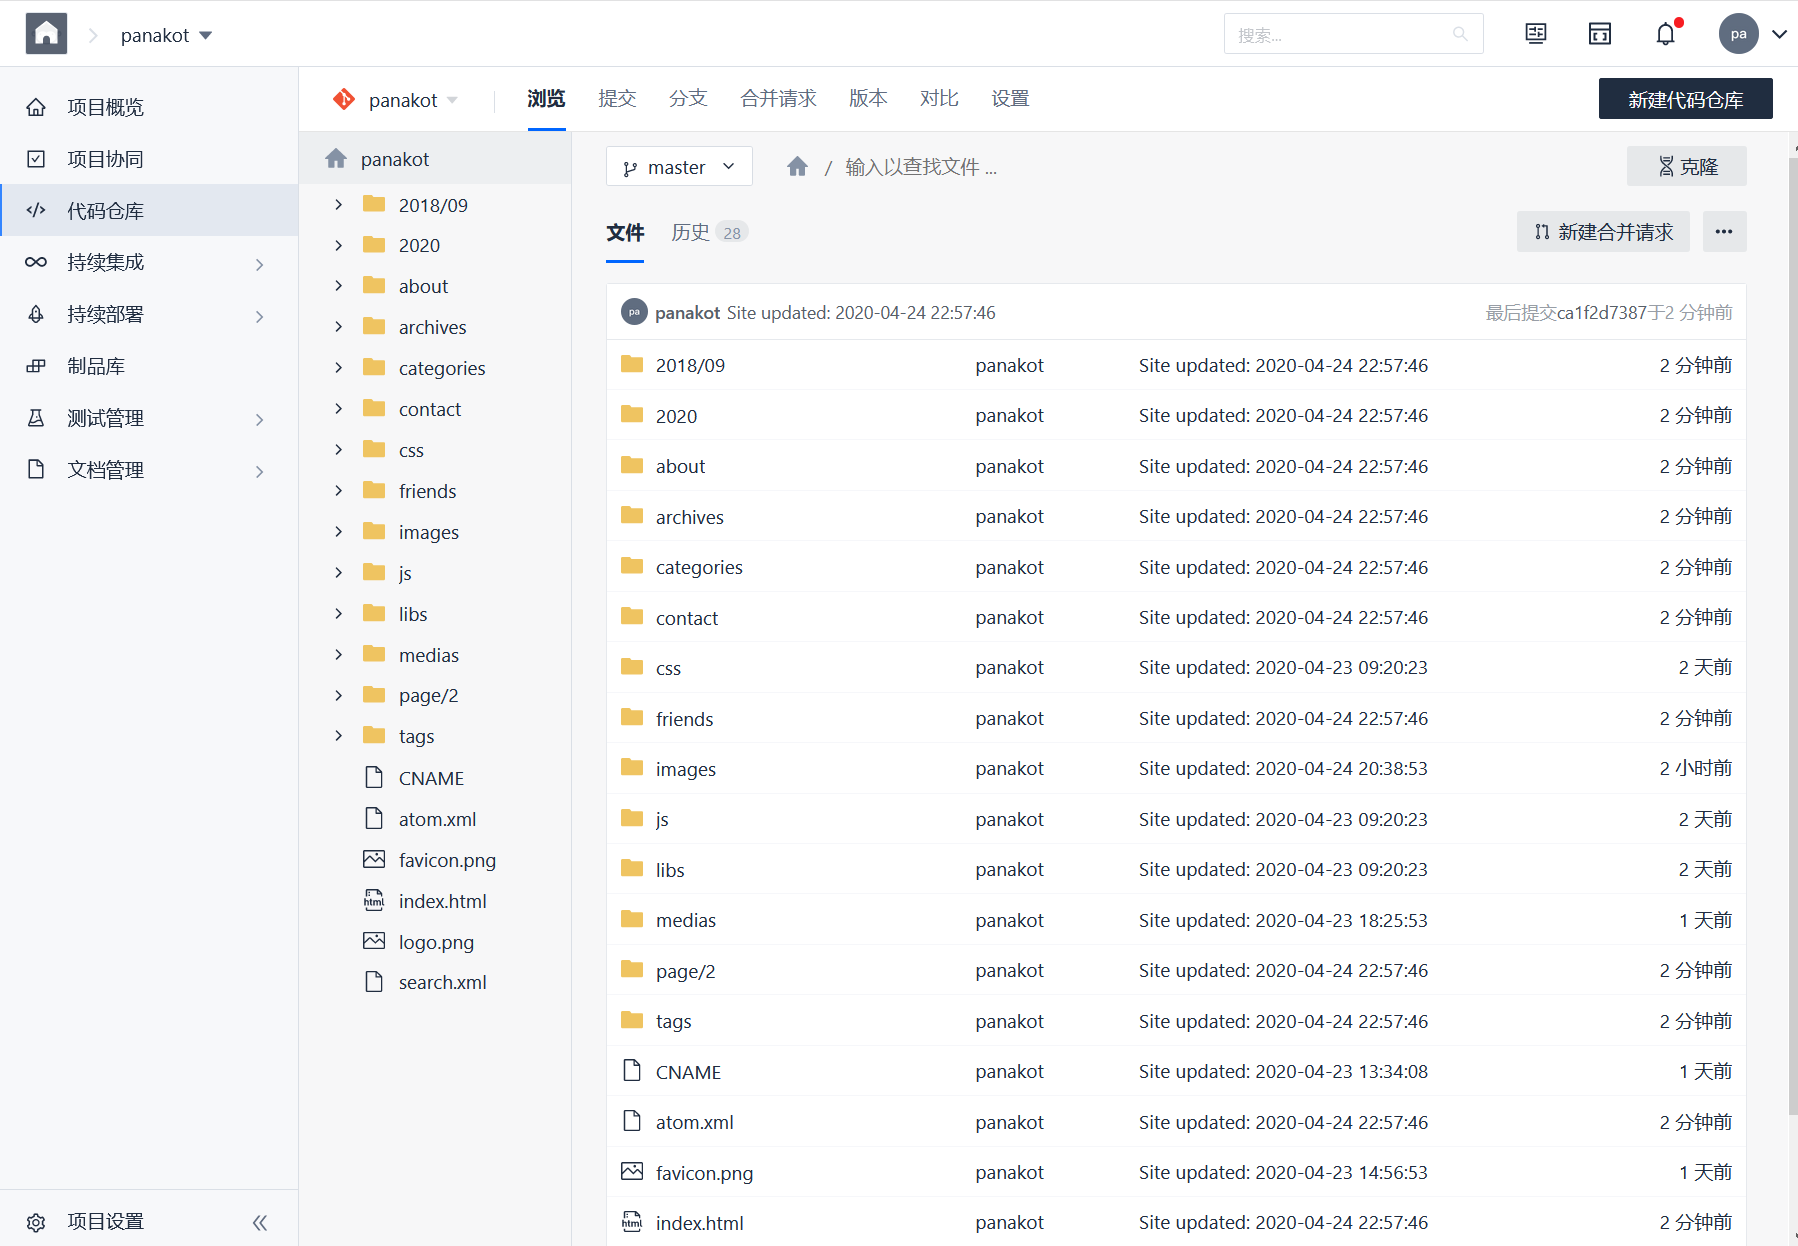 panakot
搜索...
pa
项目概览
项目协同
代码仓库
持续集成
持续部署
制品库
测试管理
文档管理
项目设置
panakot
浏览 提交 分支 合并请求 版本 对比 设置
新建代码仓库
panakot
2018/09
2020
about
archives
categories
contact
css
friends
images
js
libs
medias
page/2
tags
CNAME
atom.xml
favicon.png
index.html
logo.png
search.xml
master
/ 输入以查找文件 ...
克隆
文件 历史 28
新建合并请求
pa panakot Site updated: 2020-04-24 22:57:46 最后提交ca1f2d7387于2 分钟前
2018/09 panakot Site updated: 2020-04-24 22:57:46 2 分钟前
2020 panakot Site updated: 2020-04-24 22:57:46 2 分钟前
about panakot Site updated: 2020-04-24 22:57:46 2 分钟前
archives panakot Site updated: 2020-04-24 22:57:46 2 分钟前
categories panakot Site updated: 2020-04-24 22:57:46 2 分钟前
contact panakot Site updated: 2020-04-24 22:57:46 2 分钟前
css panakot Site updated: 2020-04-23 09:20:23 2 天前
friends panakot Site updated: 2020-04-24 22:57:46 2 分钟前
images panakot Site updated: 2020-04-24 20:38:53 2 小时前
js panakot Site updated: 2020-04-23 09:20:23 2 天前
libs panakot Site updated: 2020-04-23 09:20:23 2 天前
medias panakot Site updated: 2020-04-23 18:25:53 1 天前
page/2 panakot Site updated: 2020-04-24 22:57:46 2 分钟前
tags panakot Site updated: 2020-04-24 22:57:46 2 分钟前
CNAME panakot Site updated: 2020-04-23 13:34:08 1 天前
atom.xml panakot Site updated: 2020-04-24 22:57:46 2 分钟前
favicon.png panakot Site updated: 2020-04-23 14:56:53 1 天前
index.html panakot Site updated: 2020-04-24 22:57:46 2 分钟前